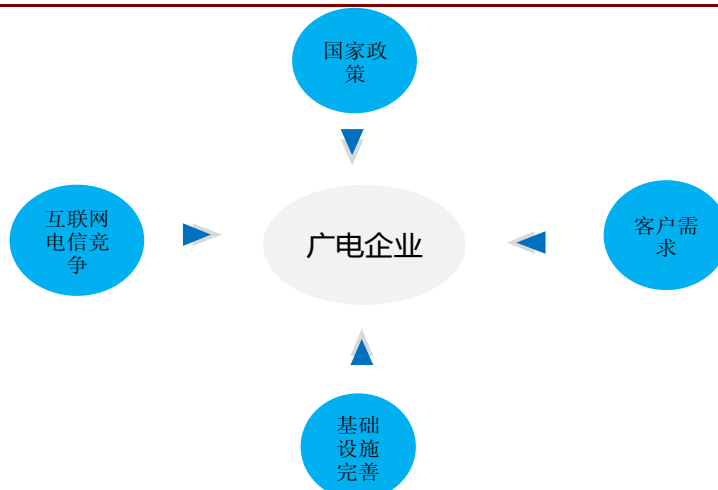 国家政
策
互联网
电信竞
争
广电企业
客户需
求
基础
设施
完善